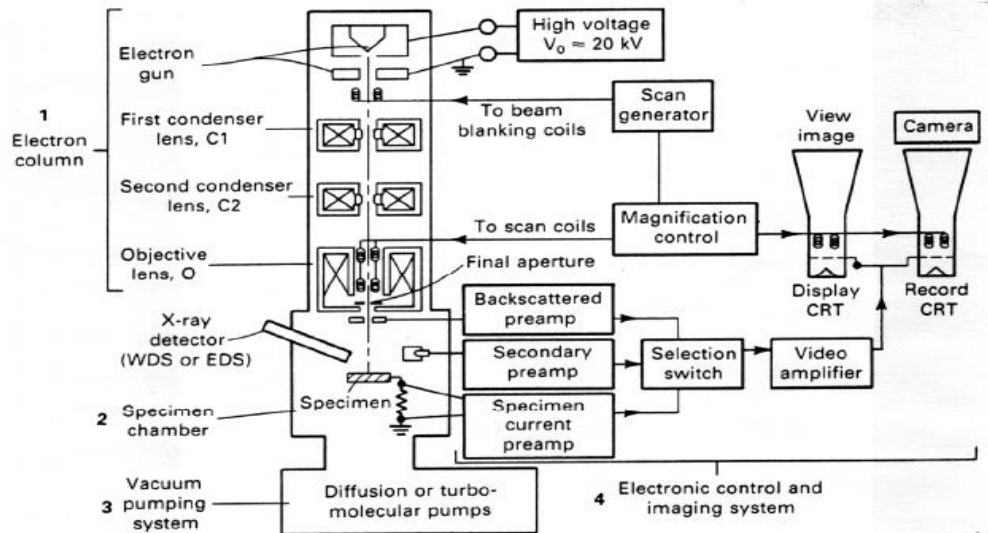 Electron
gun
High voltage
V₀ = 20 kV
1
Electron
column
First condenser
lens, C1
To beam
blanking coils
Scan
generator
View
image
Camera
Second condenser
lens, C2
To scan coils
Magnification
control
Objective
lens, O
Final aperture
Display
CRT
Record
CRT
X-ray
detector
(WDS or EDS)
Backscattered
preamp
Secondary
preamp
Selection
switch
Video
amplifier
Specimen
Specimen
current
preamp
2 Specimen
chamber
3 Vacuum
pumping
system
Diffusion or turbo-
molecular pumps
4 Electronic control and
imaging system